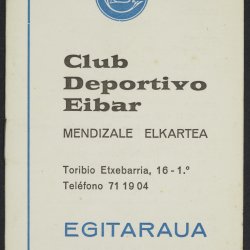 Club
Deportivo
Eibar
MENDIZALE ELKARTEA
Toribio Etxebarria, 16 - 1.º
Teléfono 71 19 04
EGITARAUA